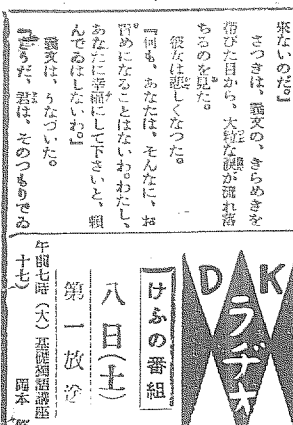 來ないのだ。』
さつきは、義文の、きらめきを
帶びた目から、大粒な涙が流れ落
ちるのを見た。
彼女は悲しくなつた。
『何も、あなたは、そんなに、お
になることはないわ。わたし、
あなたに幸福にして下さいと、頼
んでゐはしないわ。』
義文は、うなづいた。
『さうだ、君は、そのつもりでゐ
DK
ラヂオ
けふの番組
八日(土)
第一放送
午前七時(大)基礎獨語講座
十七)岡本